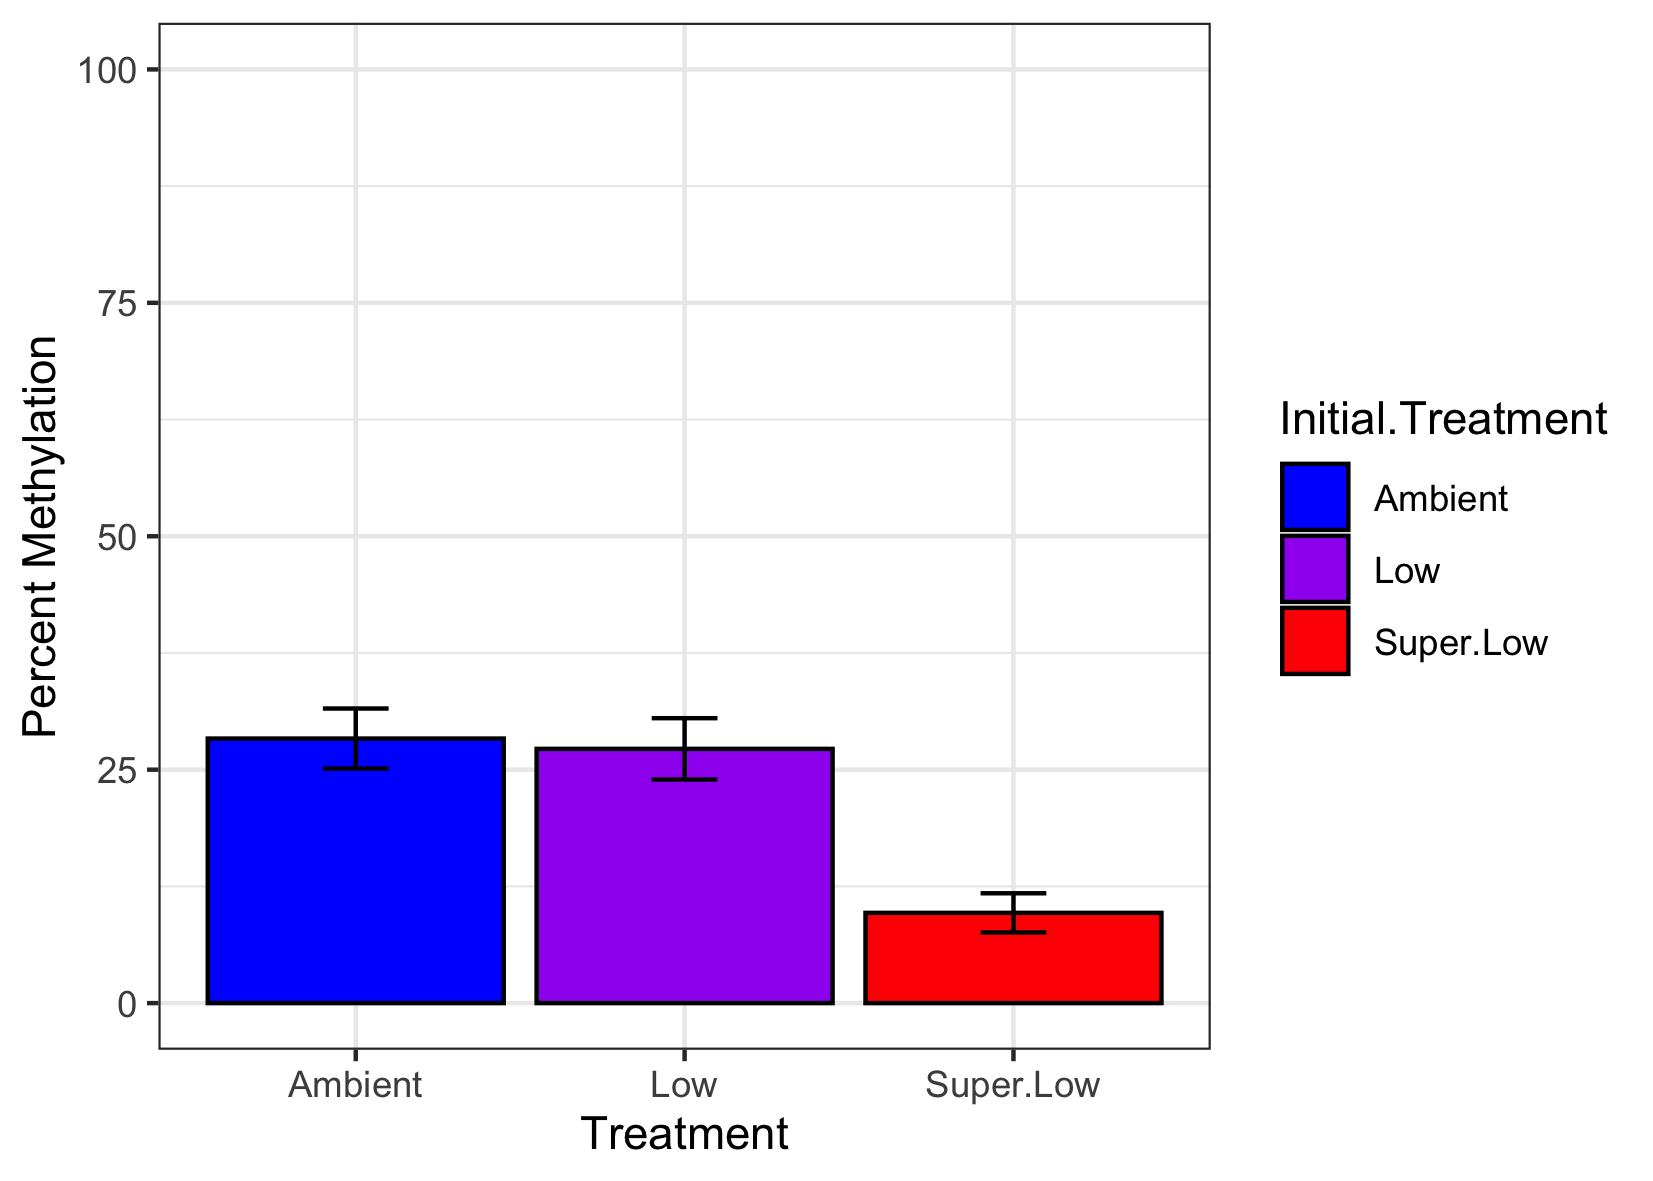 100
75
50
25
0
Percent Methylation
Ambient
Low
Super.Low
Treatment
Initial.Treatment
Ambient
Low
Super.Low